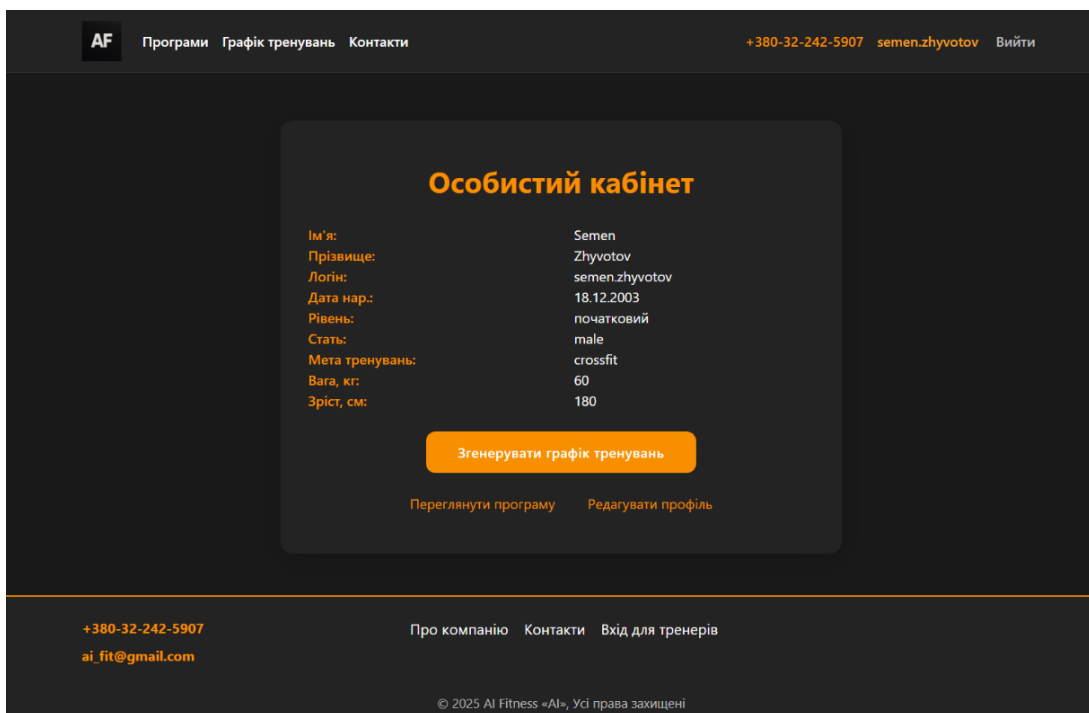 AF Програми Графік тренувань Контакти +380-32-242-5907 semen.zhyvotov Вийти
Особистий кабінет
Ім'я: Semen
Прізвище: Zhyvotov
Логін: semen.zhyvotov
Дата нар.: 18.12.2003
Рівень: початковий
Стать: male
Мета тренувань: crossfit
Вага, кг: 60
Зріст, см: 180
Згенерувати графік тренувань
Переглянути програму Редагувати профіль
+380-32-242-5907 Про компанію Контакти Вхід для тренерів
ai_fit@gmail.com
© 2025 AI Fitness «AI», Усі права захищені